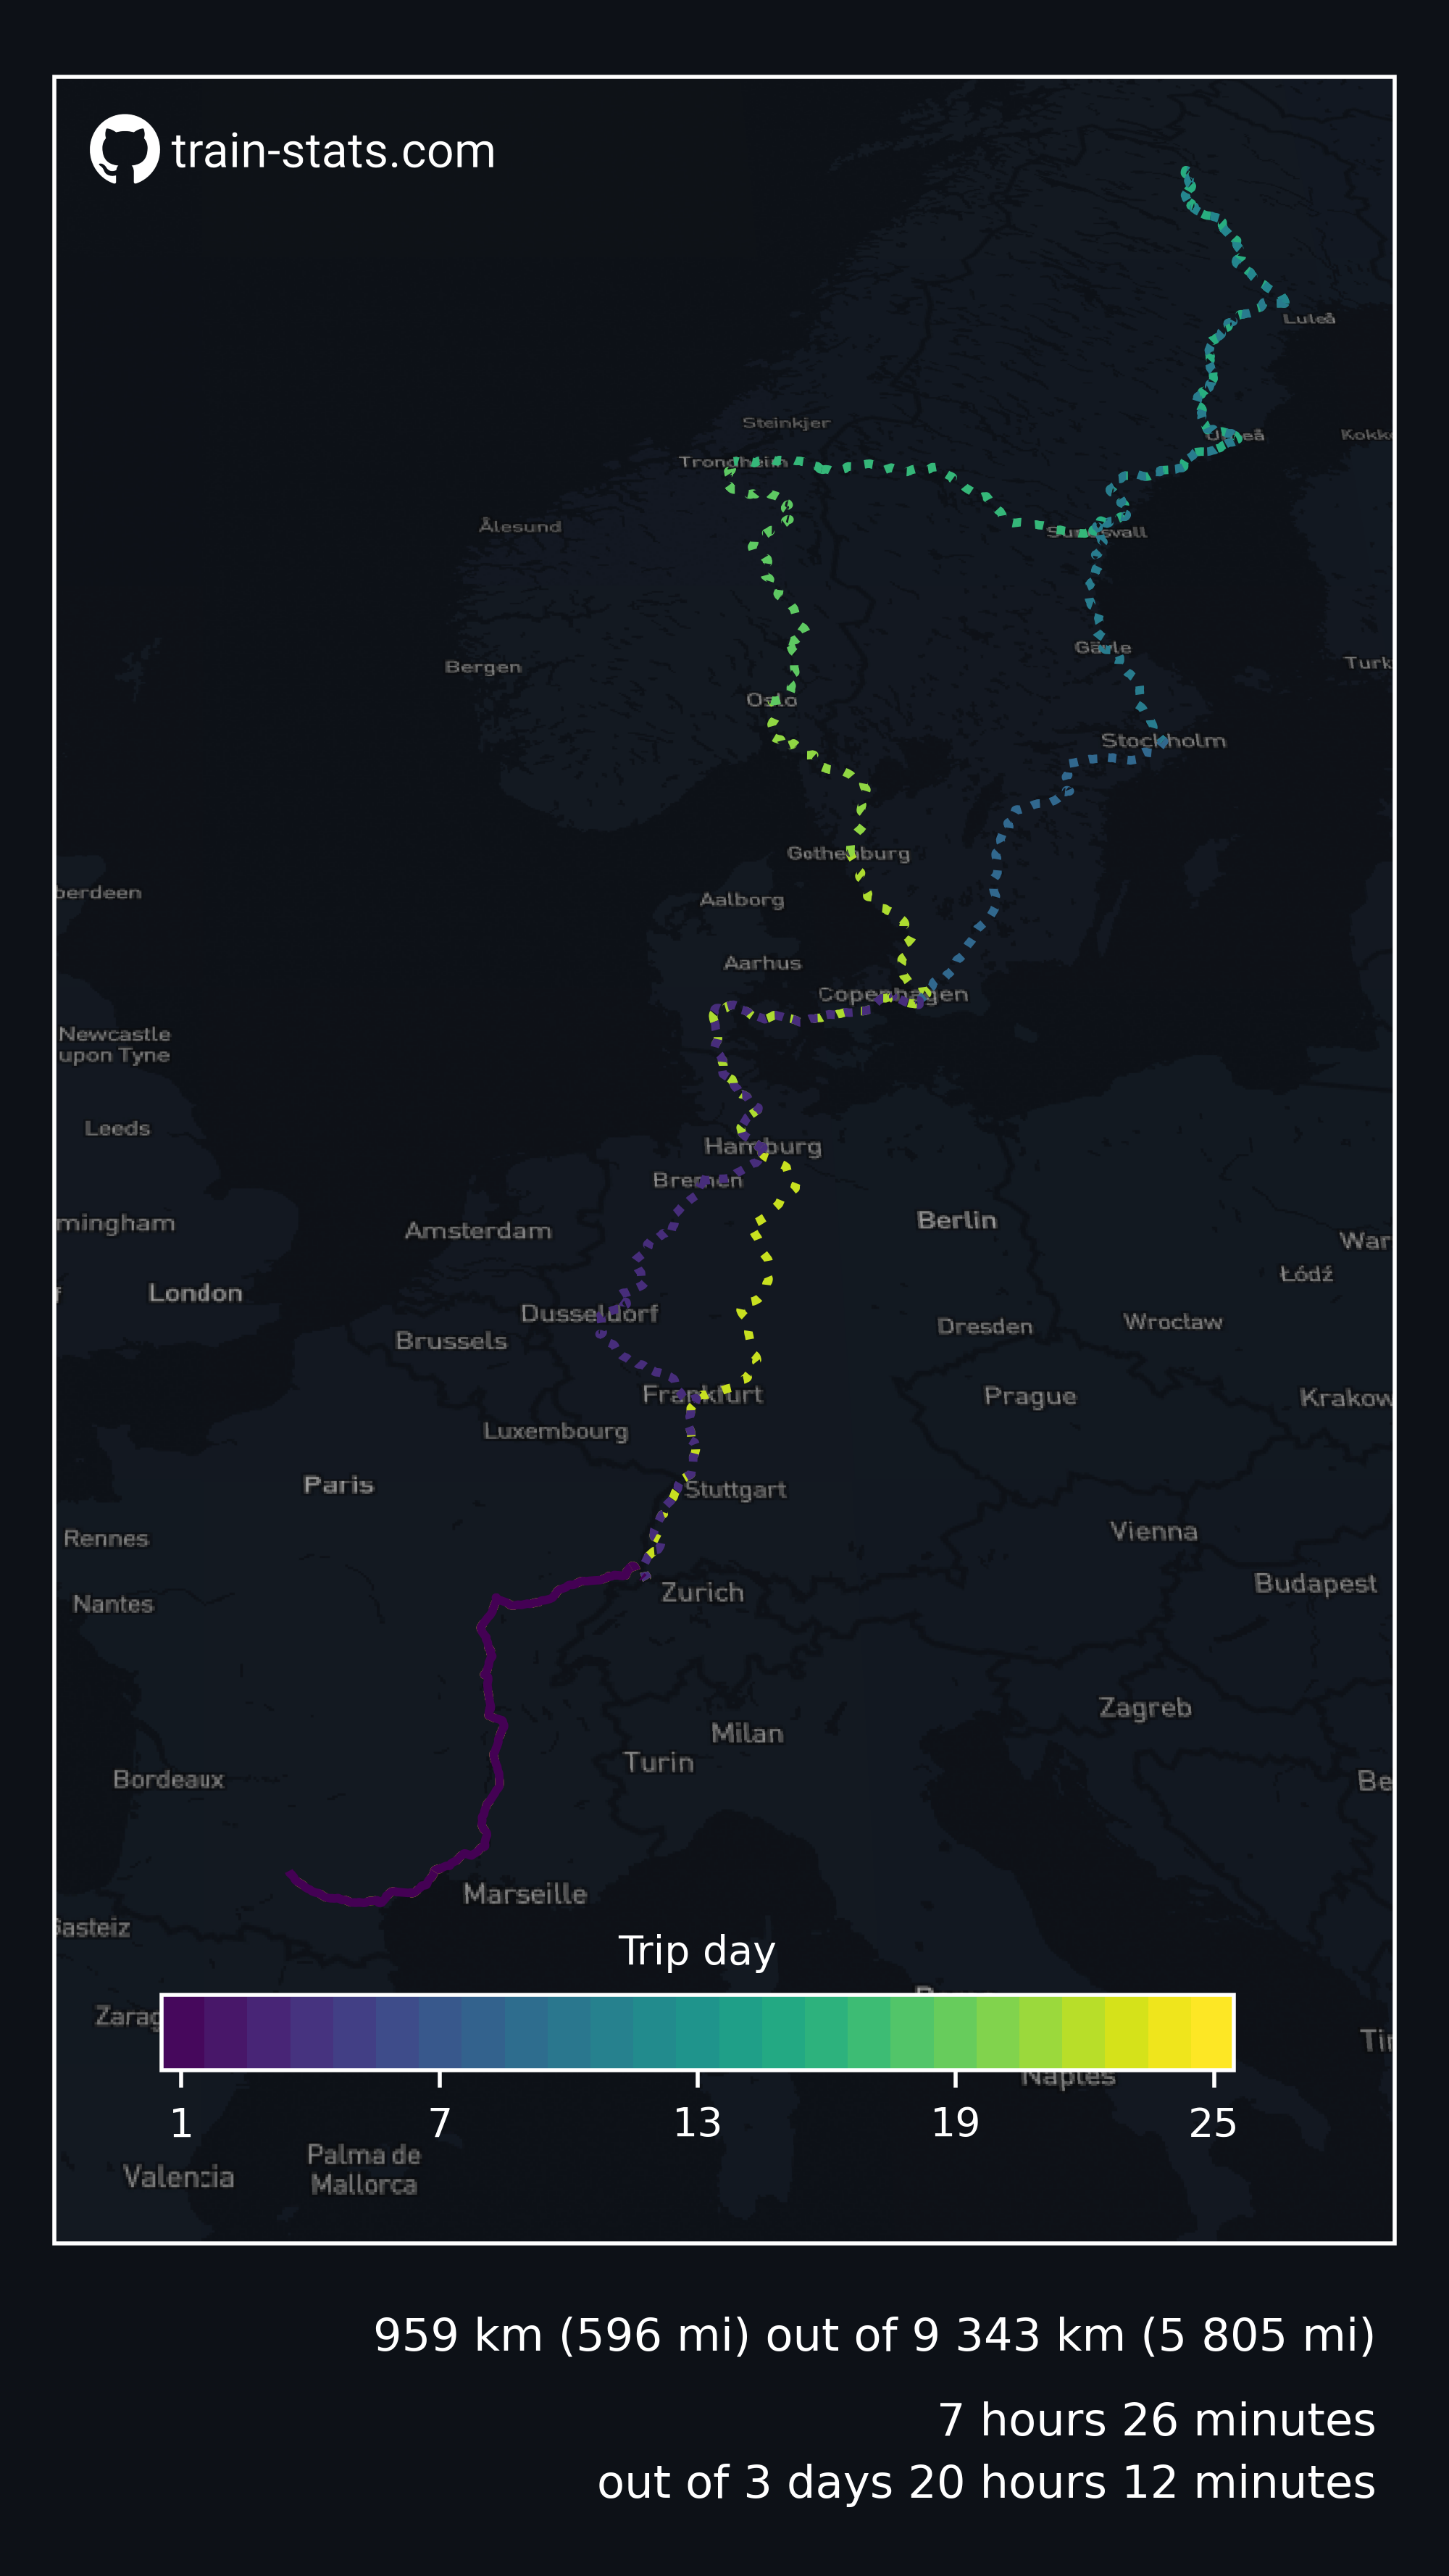 train-stats.com
Luleå
Steinkjer
Trondheim
Ålesund
Sundsvall
Bergen
Gävle
Turk
Oslo
Stockholm
Gothenburg
berdeen
Aalborg
Aarhus
Copenhagen
Newcastle
upon Tyne
Leeds
Hamburg
Bremen
mingham
Amsterdam
Berlin
War
London
Łódź
Dusseldorf
Brussels
Dresden
Wrocław
Frankfurt
Prague
Krakow
Luxembourg
Paris
Stuttgart
Rennes
Vienna
Nantes
Zurich
Budapest
Zagreb
Milan
Turin
Bordeaux
Be
Marseille
Gasteiz
Trip day
Zarag
Tir
Naples
1 7 13 19 25
Palma de
Mallorca
Valencia
959 km (596 mi) out of 9 343 km (5 805 mi)
7 hours 26 minutes
out of 3 days 20 hours 12 minutes